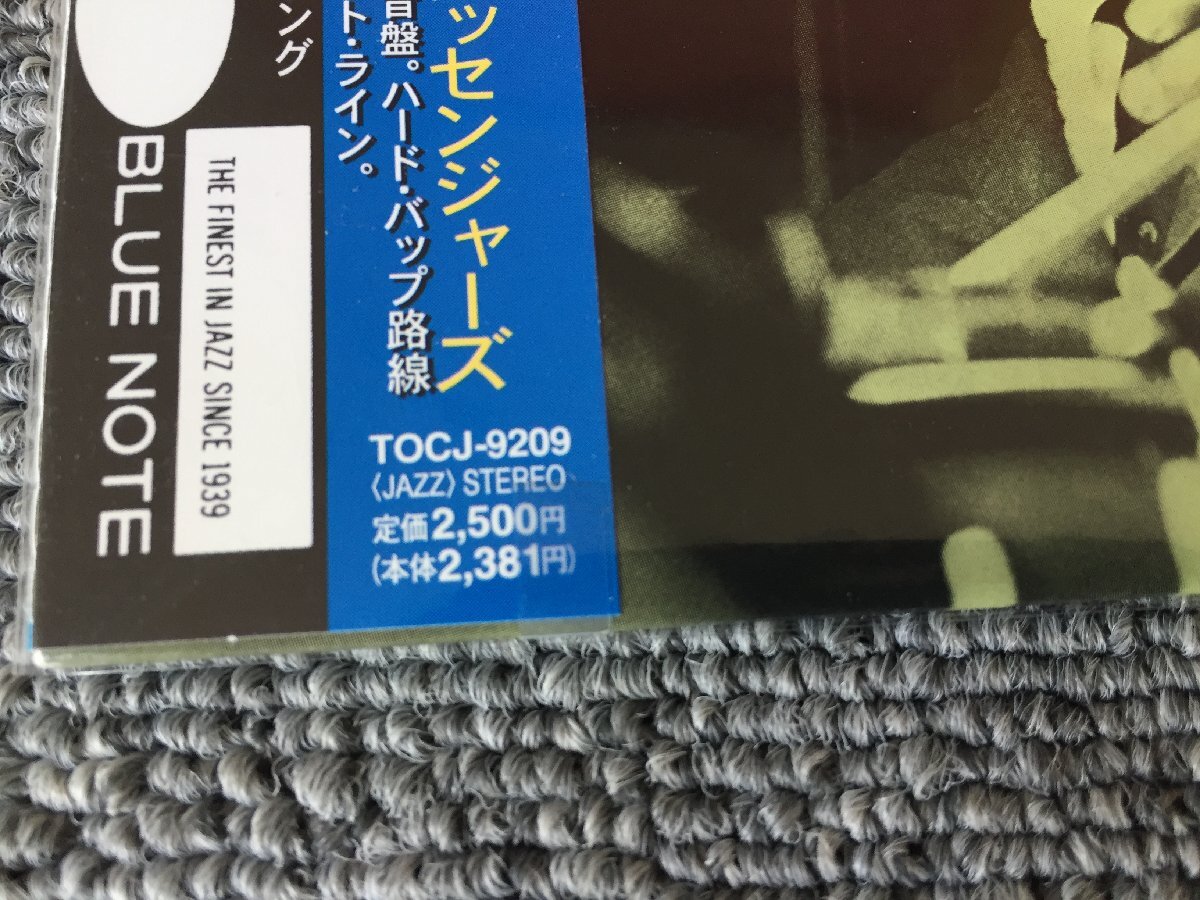 ッセンジャーズ
音盤。ハード・バップ路線
ト・ライン。
ング
BLUE NOTE
THE FINEST IN JAZZ SINCE 1939
TOCJ-9209
〈JAZZ〉 STEREO
定価2,500円
(本体2,381円)